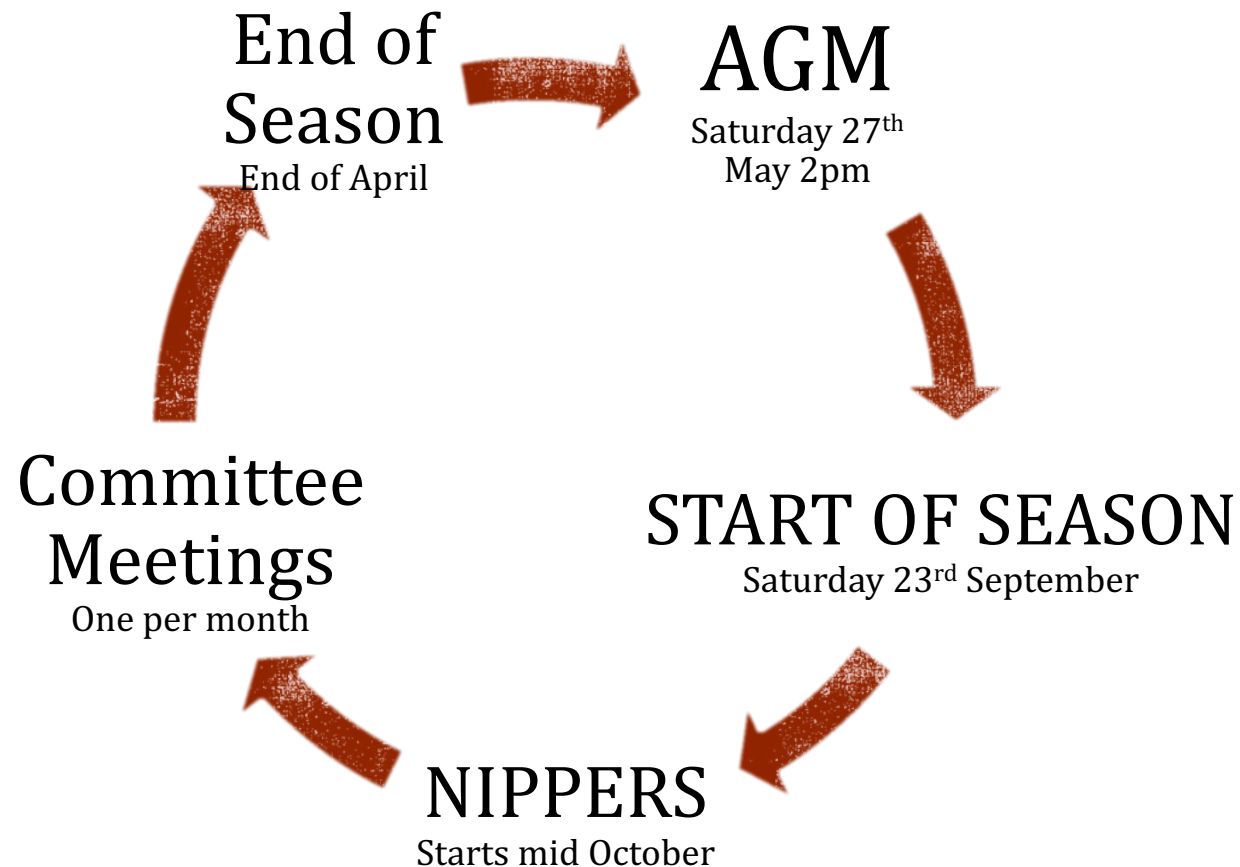 End of
Season
End of April
AGM
Saturday 27th
May 2pm
START OF SEASON
Saturday 23rd September
NIPPERS
Starts mid October
Committee
Meetings
One per month